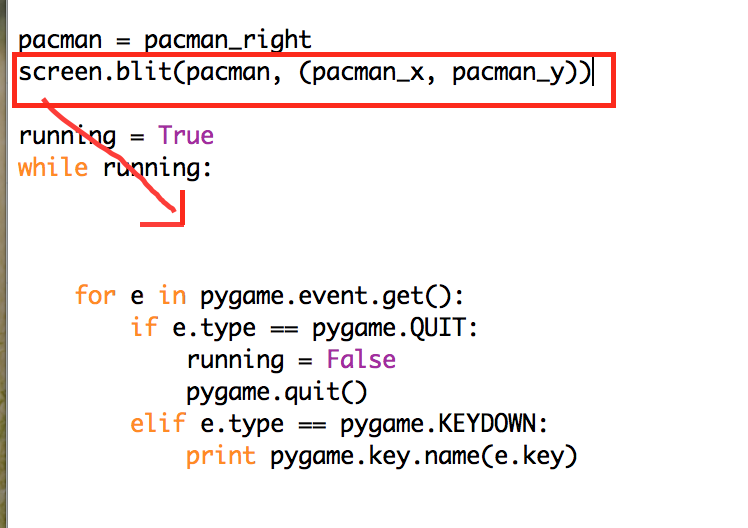 pacman = pacman_right
screen.blit(pacman, (pacman_x, pacman_y))
running = True
while running:
for e in pygame.event.get():
if e.type == pygame.QUIT:
running = False
pygame.quit()
elif e.type == pygame.KEYDOWN:
print pygame.key.name(e.key)